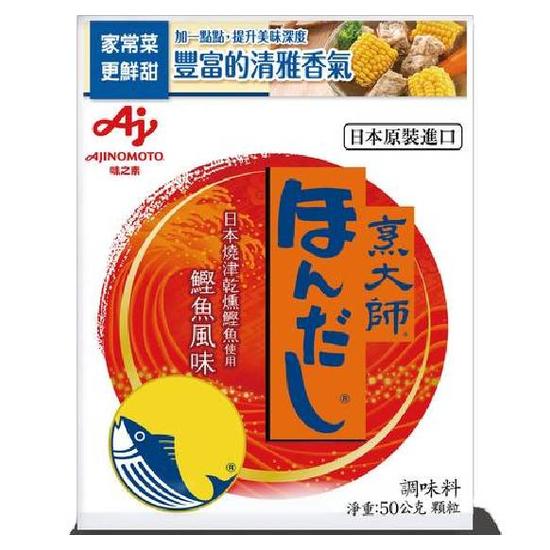 家常菜
更鮮甜
加一點點，提升美味深度
豐富的清雅香氣
Aj
AJINOMOTO
味之素
日本原裝進口
烹大師®
ほんだし®
日本燒津乾燻鰹魚使用
鰹魚風味
®
調味料
淨重:50公克 顆粒